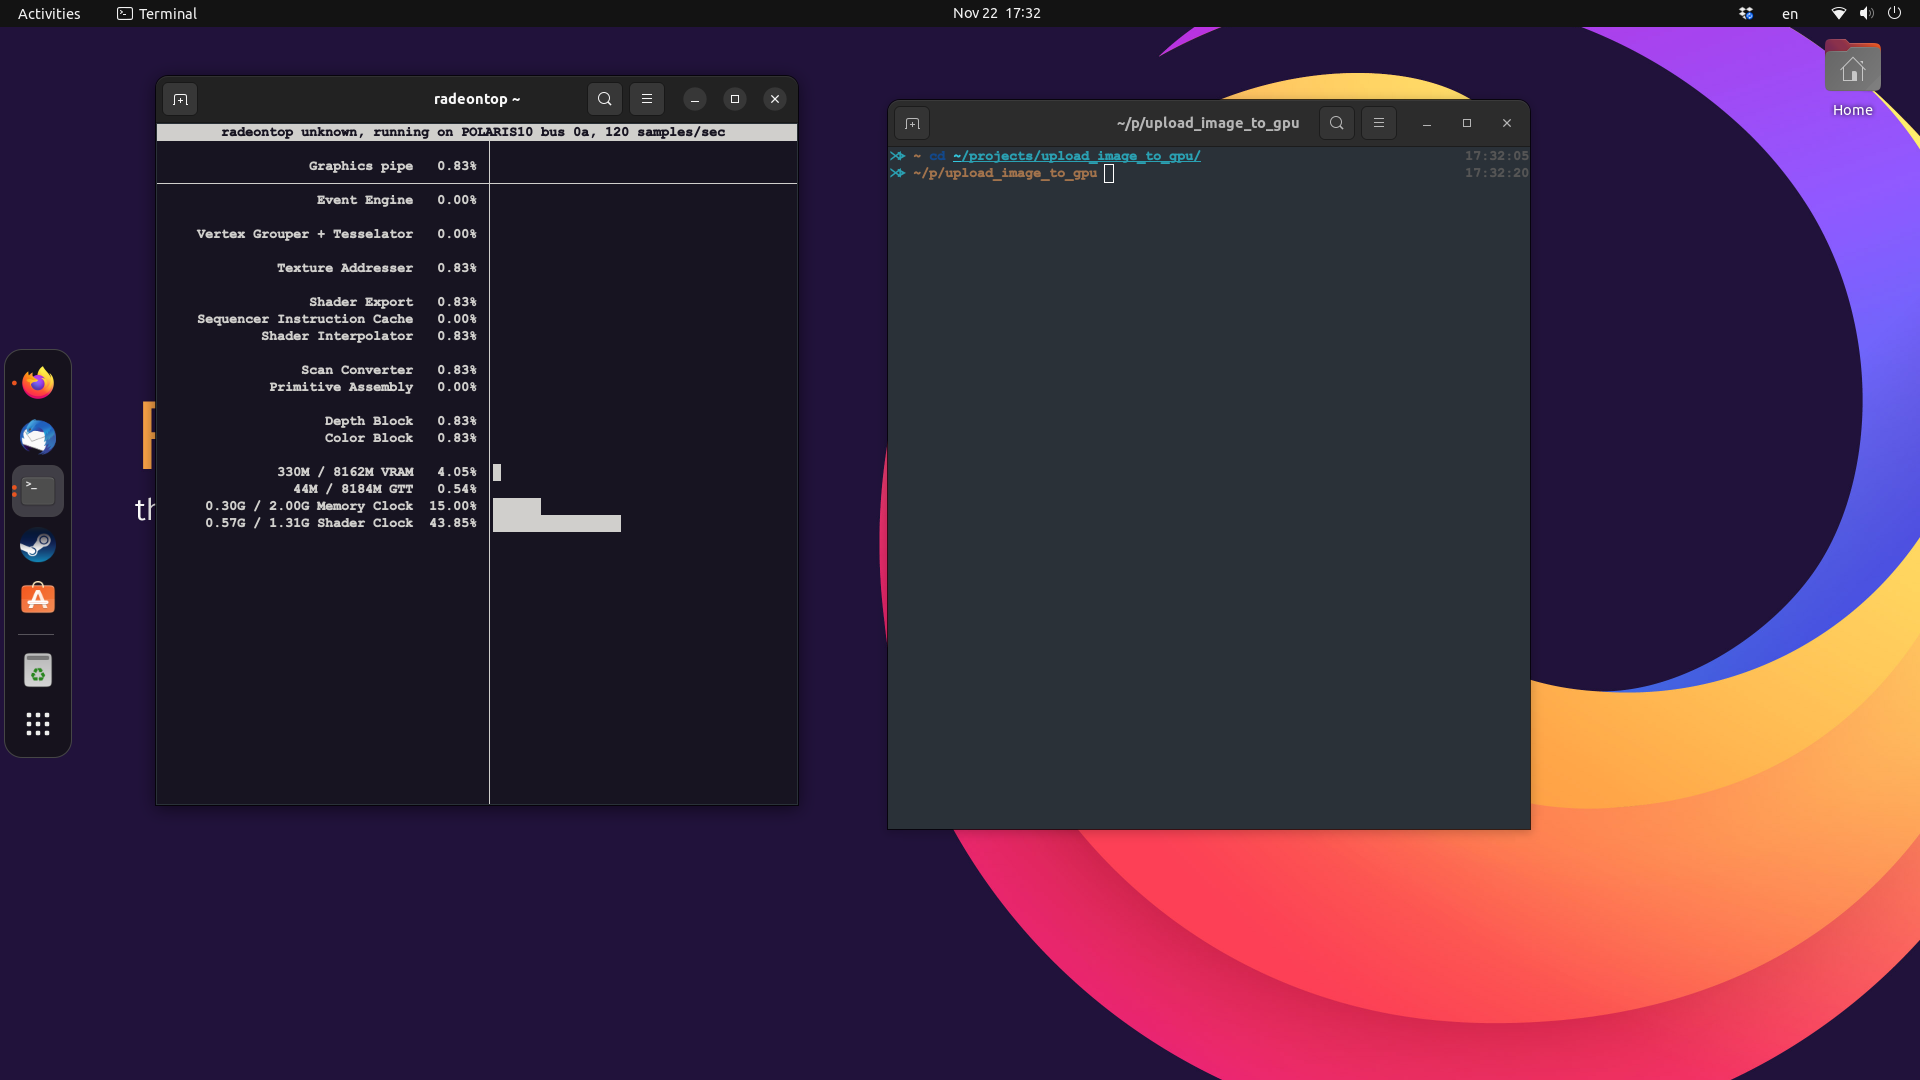 Activities
Terminal
Nov 22 17:32
en
Home
radeontop ~
radeontop unknown, running on POLARIS10 bus 0a, 120 samples/sec
Graphics pipe 0.83%
Event Engine 0.00%
Vertex Grouper + Tesselator 0.00%
Texture Addresser 0.83%
Shader Export 0.83%
Sequencer Instruction Cache 0.00%
Shader Interpolator 0.83%
Scan Converter 0.83%
Primitive Assembly 0.00%
Depth Block 0.83%
Color Block 0.83%
330M / 8162M VRAM 4.05%
44M / 8184M GTT 0.54%
0.30G / 2.00G Memory Clock 15.00%
0.57G / 1.31G Shader Clock 43.85%
~/p/upload_image_to_gpu
~ cd ~/projects/upload_image_to_gpu/ 17:32:05
~/p/upload_image_to_gpu 17:32:20
th